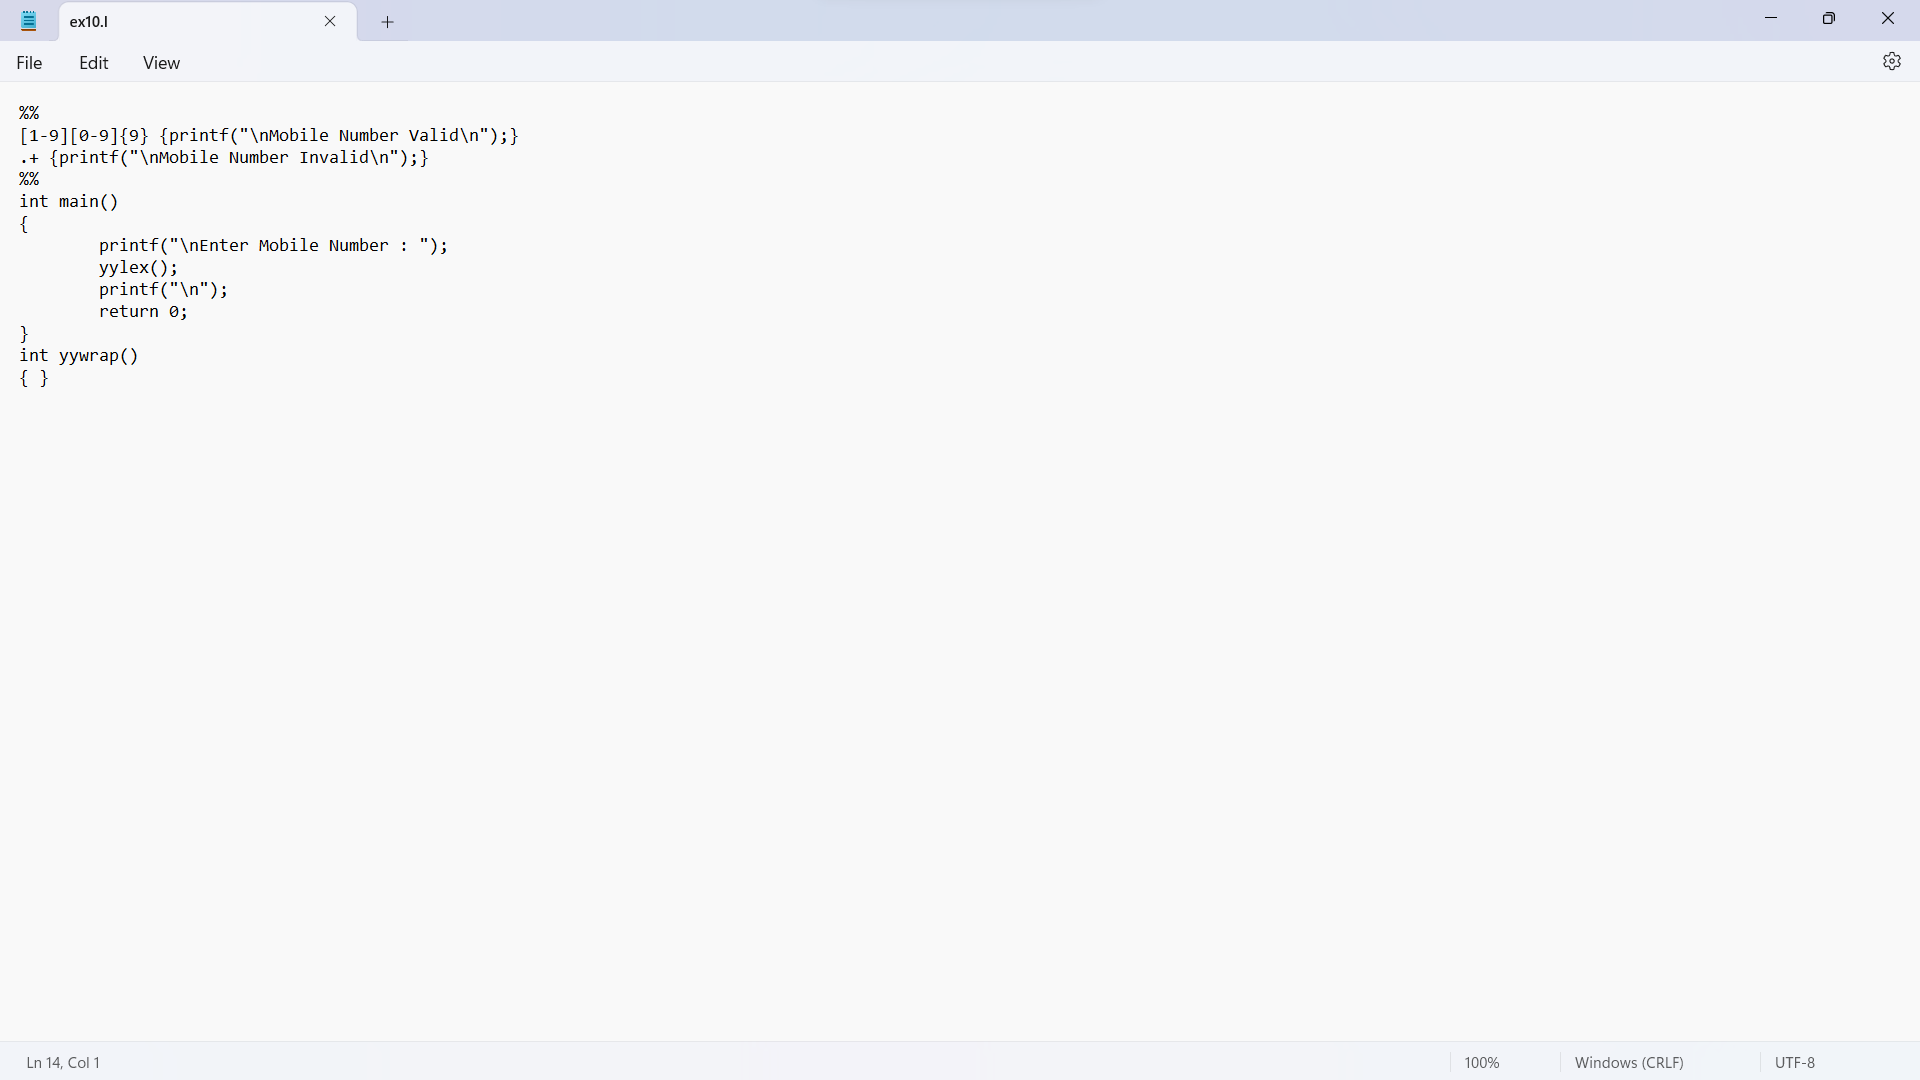 ex10.l
File Edit View
%%
[1-9][0-9]{9} {printf("\nMobile Number Valid\n");}
.+ {printf("\nMobile Number Invalid\n");}
%%
int main()
{
        printf("\nEnter Mobile Number : ");
        yylex();
        printf("\n");
        return 0;
}
int yywrap()
{ }
Ln 14, Col 1 100% Windows (CRLF) UTF-8